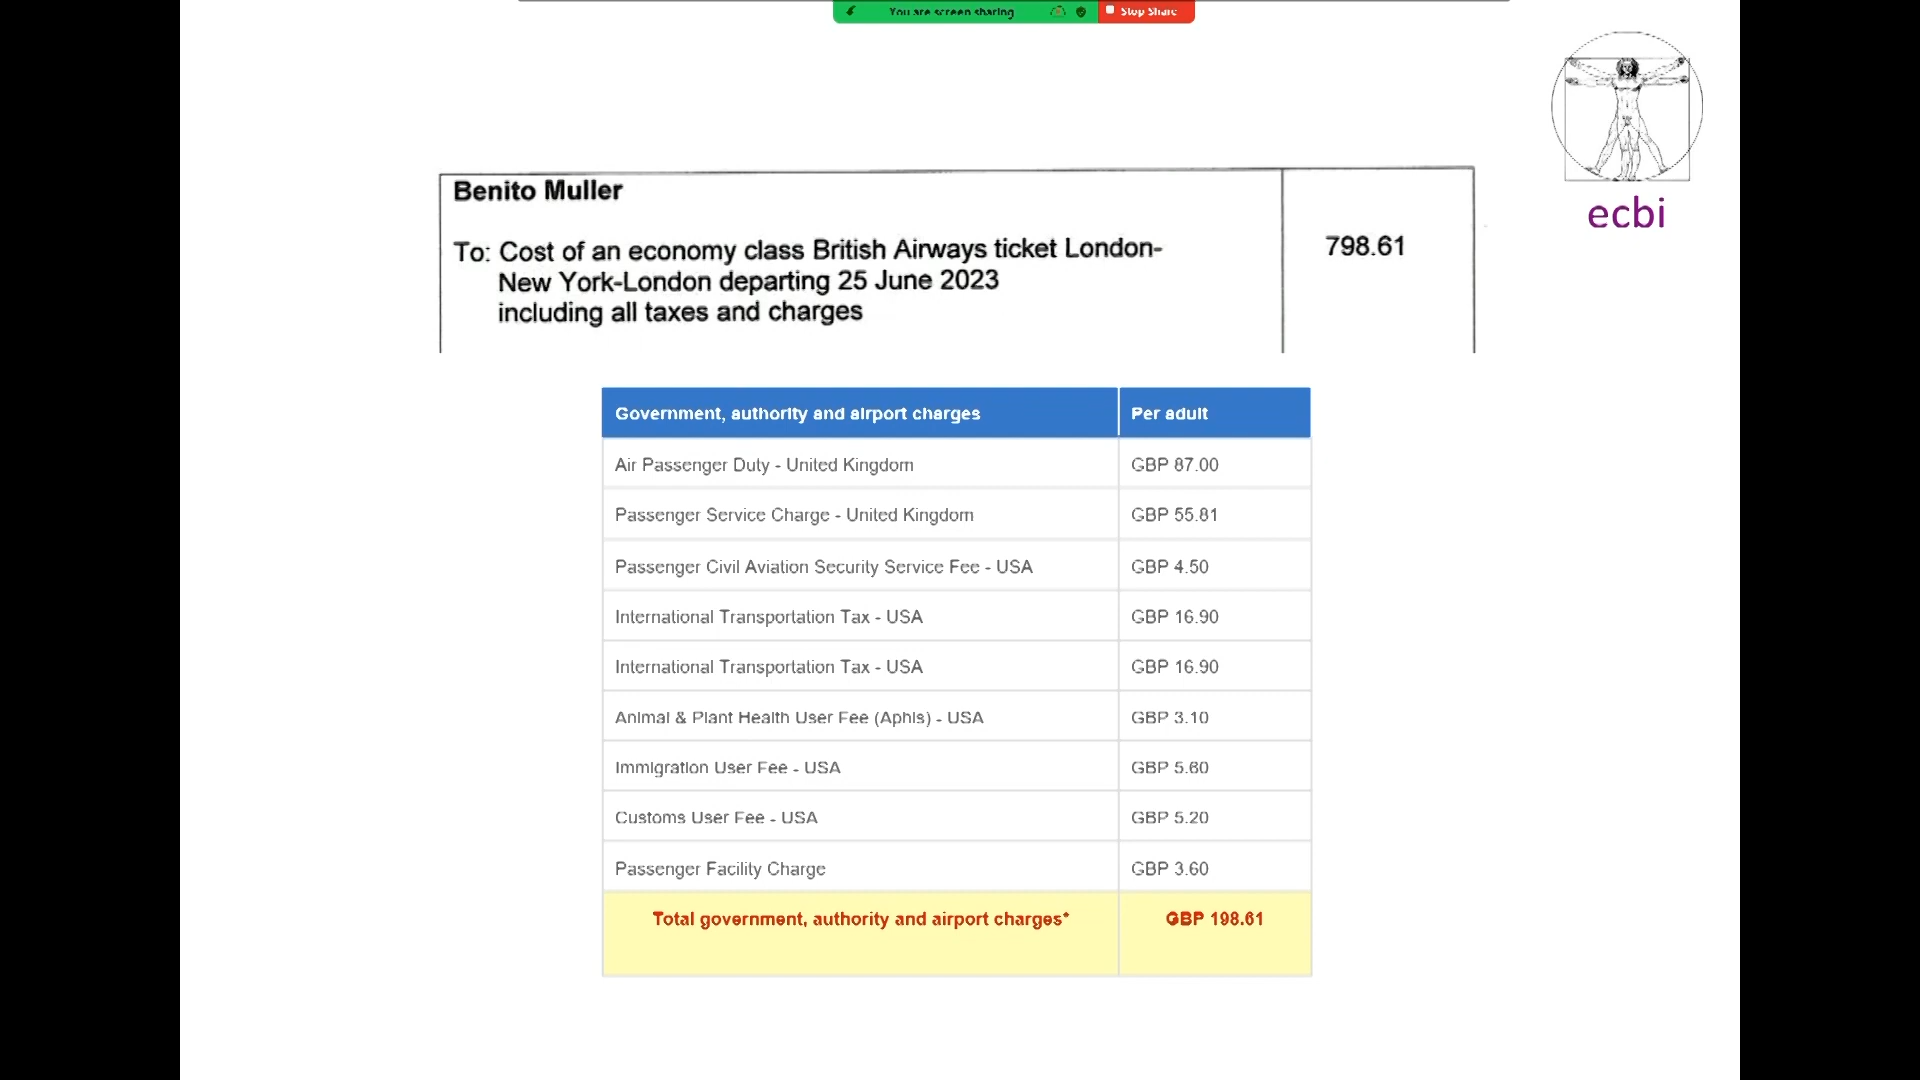 You are screen sharing
Stop Share
ecbi
Benito Muller
To: Cost of an economy class British Airways ticket London-
New York-London departing 25 June 2023
including all taxes and charges
798.61
Government, authority and airport charges Per adult
Air Passenger Duty - United Kingdom GBP 87.00
Passenger Service Charge - United Kingdom GBP 55.81
Passenger Civil Aviation Security Service Fee - USA GBP 4.50
International Transportation Tax - USA GBP 16.90
International Transportation Tax - USA GBP 16.90
Animal & Plant Health User Fee (Aphis) - USA GBP 3.10
Immigration User Fee - USA GBP 5.60
Customs User Fee - USA GBP 5.20
Passenger Facility Charge GBP 3.60
Total government, authority and airport charges* GBP 198.61